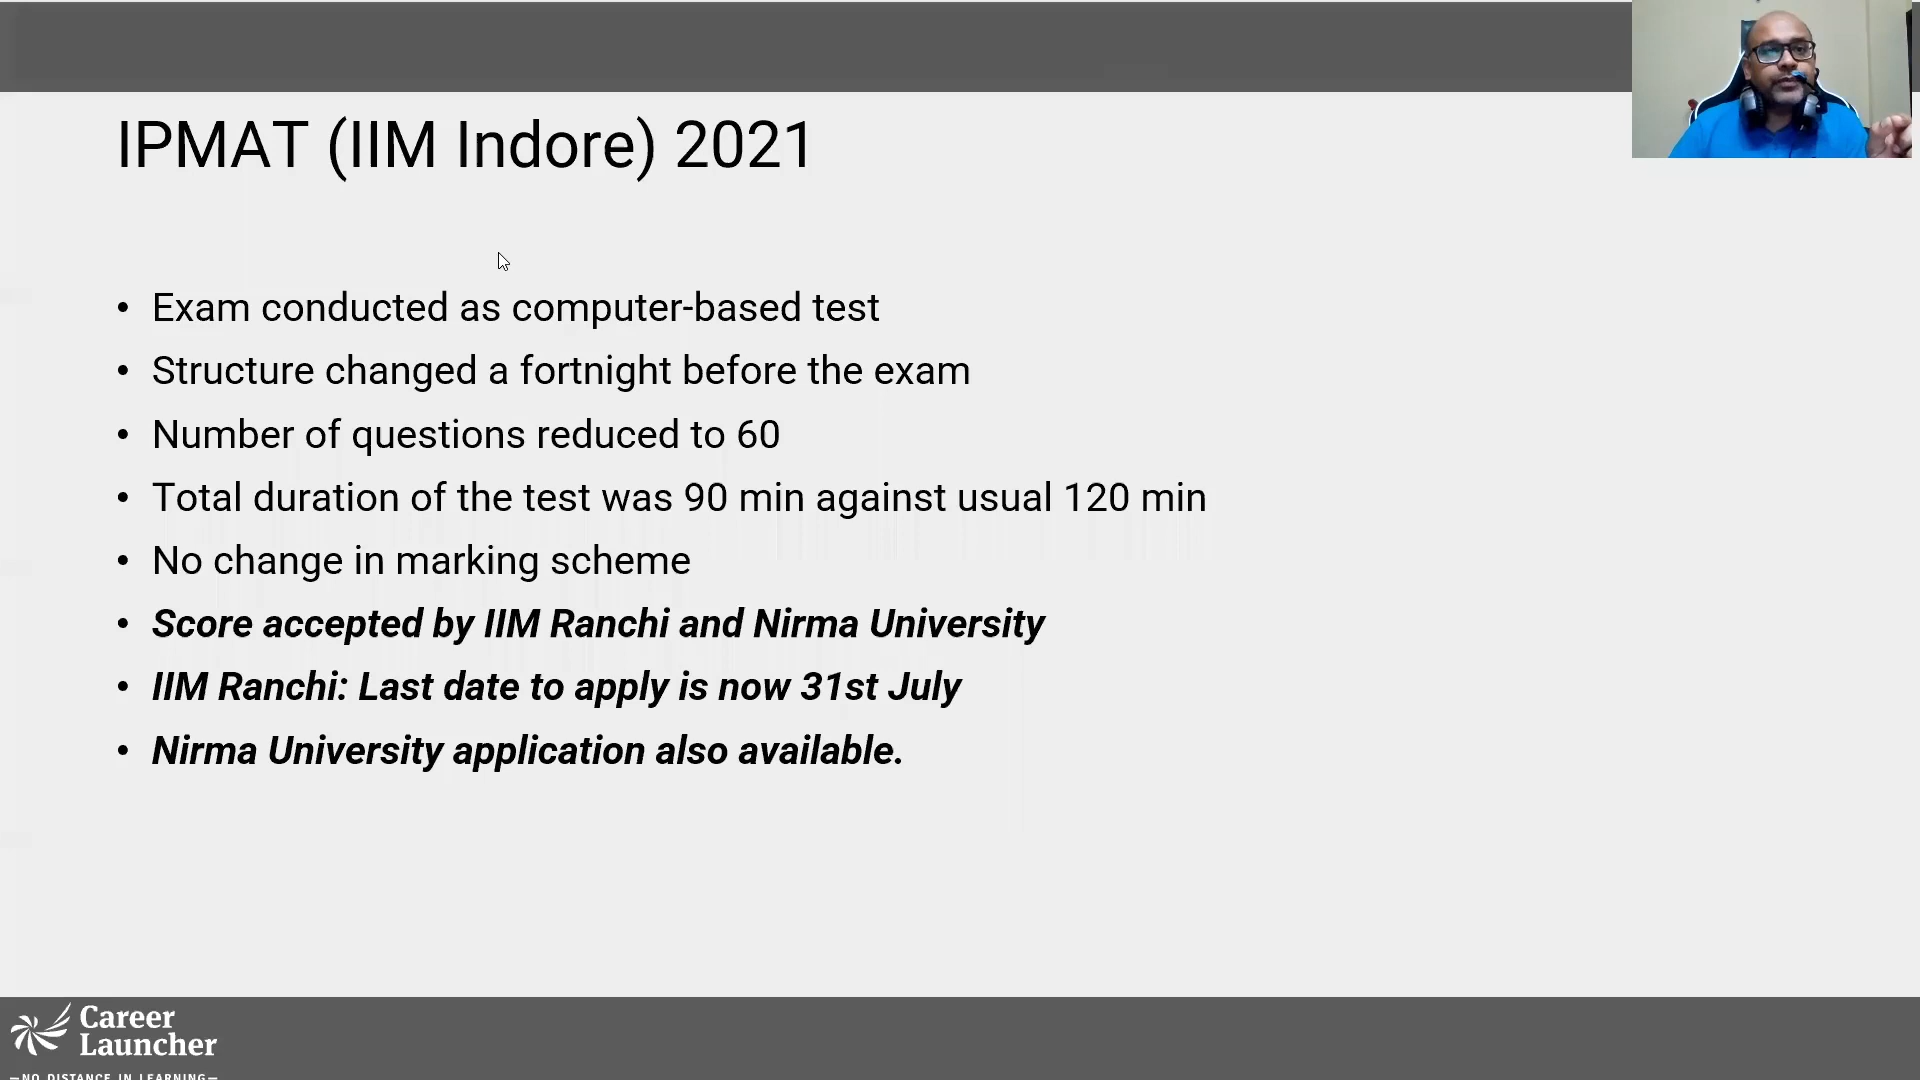 IPMAT (IIM Indore) 2021
• Exam conducted as computer-based test
• Structure changed a fortnight before the exam
• Number of questions reduced to 60
• Total duration of the test was 90 min against usual 120 min
• No change in marking scheme
• Score accepted by IIM Ranchi and Nirma University
• IIM Ranchi: Last date to apply is now 31st July
• Nirma University application also available.
Career
Launcher
—NO DISTANCE IN LEARNING—